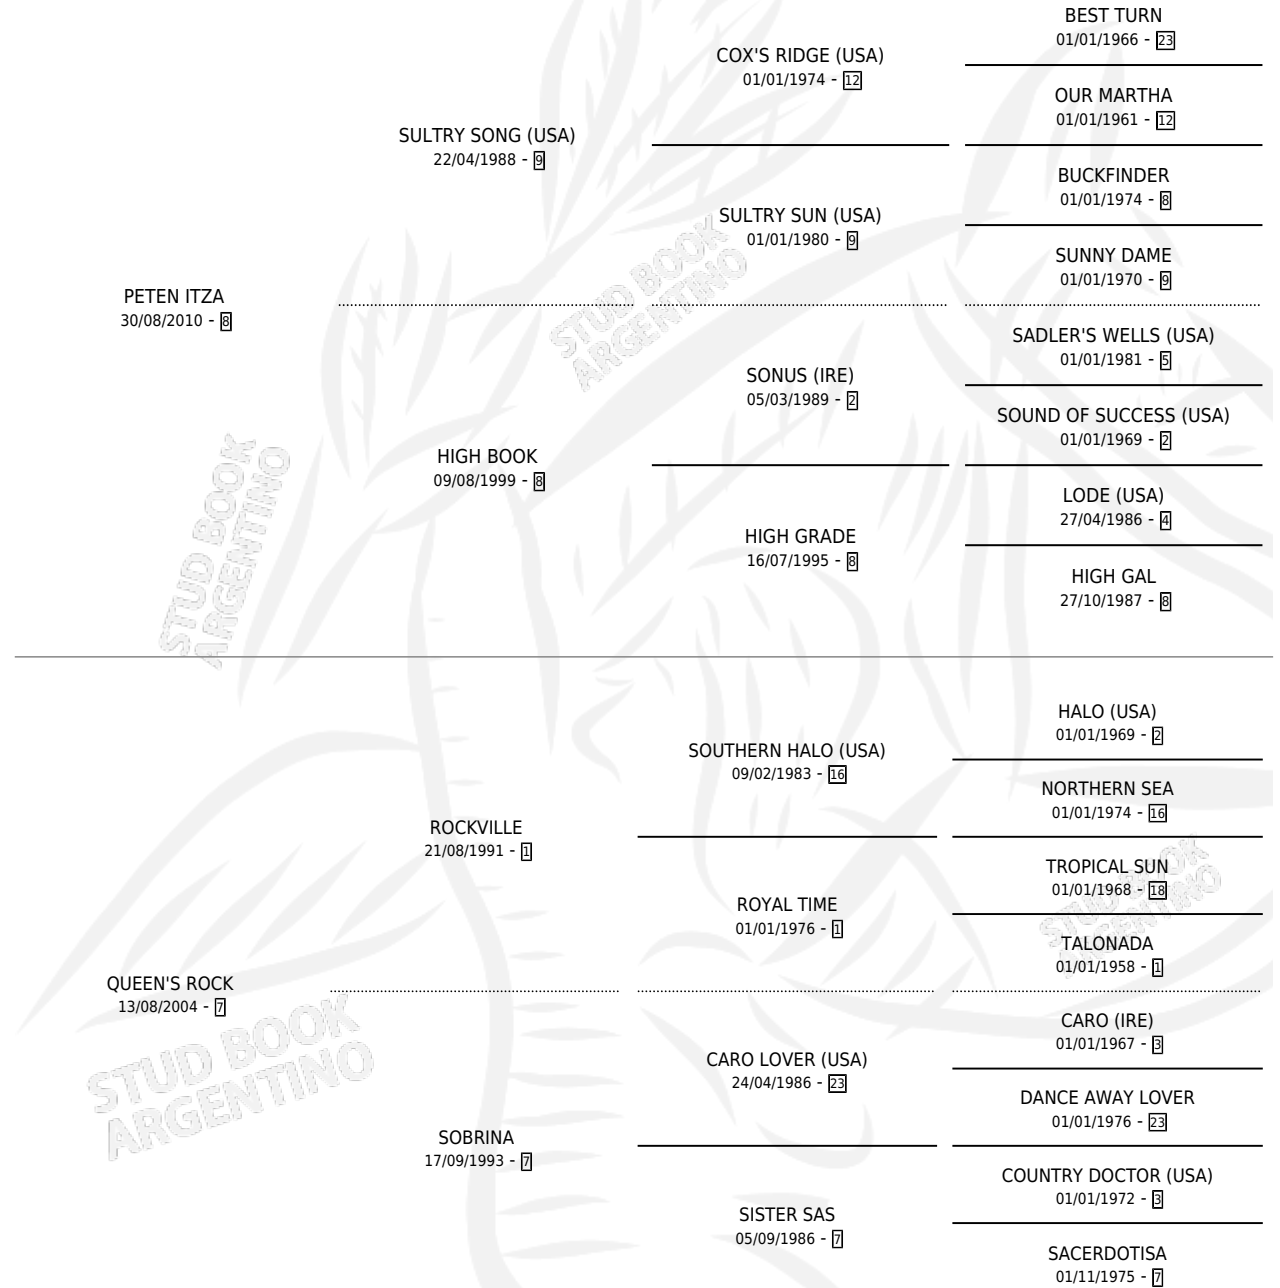 BEST TURN
01/01/1966 - 23
COX'S RIDGE (USA)
01/01/1974 - 12
OUR MARTHA
01/01/1961 - 12
SULTRY SONG (USA)
22/04/1988 - 9
BUCKFINDER
01/01/1974 - 8
SULTRY SUN (USA)
01/01/1980 - 9
SUNNY DAME
01/01/1970 - 9
PETEN ITZA
30/08/2010 - 8
SADLER'S WELLS (USA)
01/01/1981 - 5
SONUS (IRE)
05/03/1989 - 2
SOUND OF SUCCESS (USA)
01/01/1969 - 2
HIGH BOOK
09/08/1999 - 8
LODE (USA)
27/04/1986 - 4
HIGH GRADE
16/07/1995 - 8
HIGH GAL
27/10/1987 - 8
HALO (USA)
01/01/1969 - 2
SOUTHERN HALO (USA)
09/02/1983 - 16
NORTHERN SEA
01/01/1974 - 16
ROCKVILLE
21/08/1991 - 1
TROPICAL SUN
01/01/1968 - 18
ROYAL TIME
01/01/1976 - 1
TALONADA
01/01/1958 - 1
QUEEN'S ROCK
13/08/2004 - 7
CARO (IRE)
01/01/1967 - 3
CARO LOVER (USA)
24/04/1986 - 23
DANCE AWAY LOVER
01/01/1976 - 23
SOBRINA
17/09/1993 - 7
COUNTRY DOCTOR (USA)
01/01/1972 - 3
SISTER SAS
05/09/1986 - 7
SACERDOTISA
01/11/1975 - 7
STUD BOOK
ARGENTINO
STUD BOOK
ARGENTINO
STUD BOOK
ARGENTINO
STUD BOOK
ARGENTINO